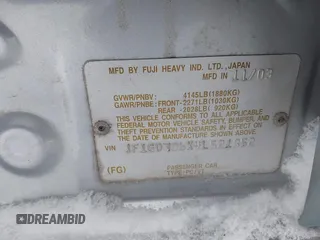 MFD BY FUJI HEAVY IND. LTD., JAPAN
MFD IN 11/03
GVWR/PNBV : 4145LB(1880KG)
GAWR/PNBE: FRONT-2271LB(1030KG)
REAR -2029LB( 920KG)
THIS VEHICLE CONFORMS TO ALL APPLICABLE
FEDERAL MOTOR VEHICLE SAFETY, BUMPER, AND
THEFT PREVENTION STANDARDS IN EFFECT ON THE
DATE OF MANUFACTURE SHOWN ABOVE.
VIN
(FG) PASSENGER CAR
AutoBidMaster